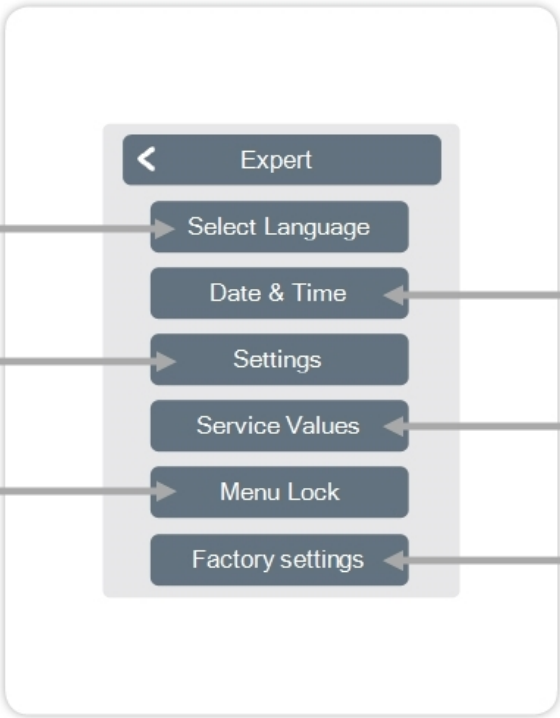 Expert
Select Language
Date & Time
Settings
Service Values
Menu Lock
Factory settings